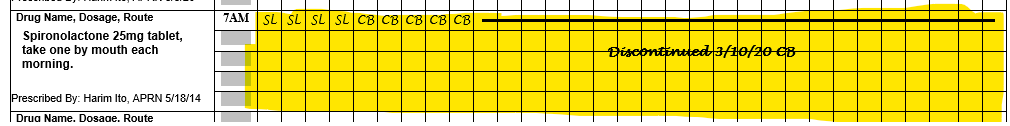 Drug Name, Dosage, Route 7AM SL SL SL SL CB CB CB CB CB
Spironolactone 25mg tablet,
take one by mouth each
morning.
Discontinued 3/10/20 CB
Prescribed By: Harim Ito, APRN 5/18/14
Drug Name, Dosage, Route